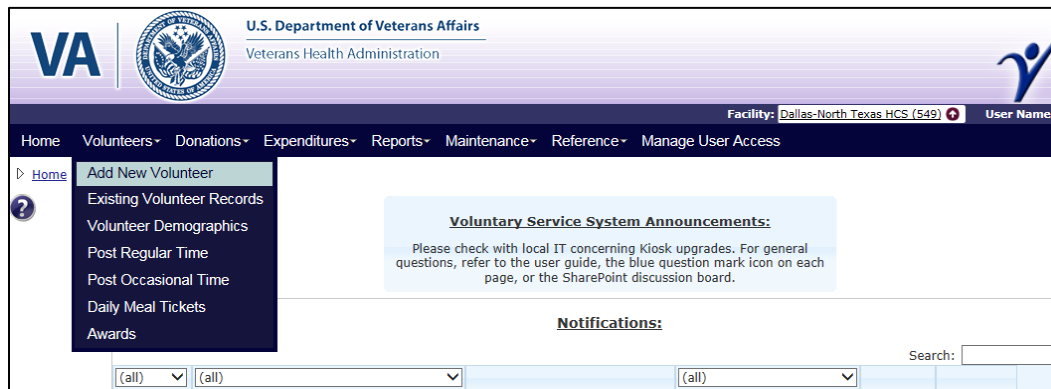 VA
U.S. Department of Veterans Affairs
Veterans Health Administration
Facility: Dallas-North Texas HCS (549) User Name
Home Volunteers Donations Expenditures Reports Maintenance Reference Manage User Access
Home
Add New Volunteer
Existing Volunteer Records
Volunteer Demographics
Post Regular Time
Post Occasional Time
Daily Meal Tickets
Awards
?
Voluntary Service System Announcements:
Please check with local IT concerning Kiosk upgrades. For general
questions, refer to the user guide, the blue question mark icon on each
page, or the SharePoint discussion board.
Notifications:
Search:
(all) (all) (all)